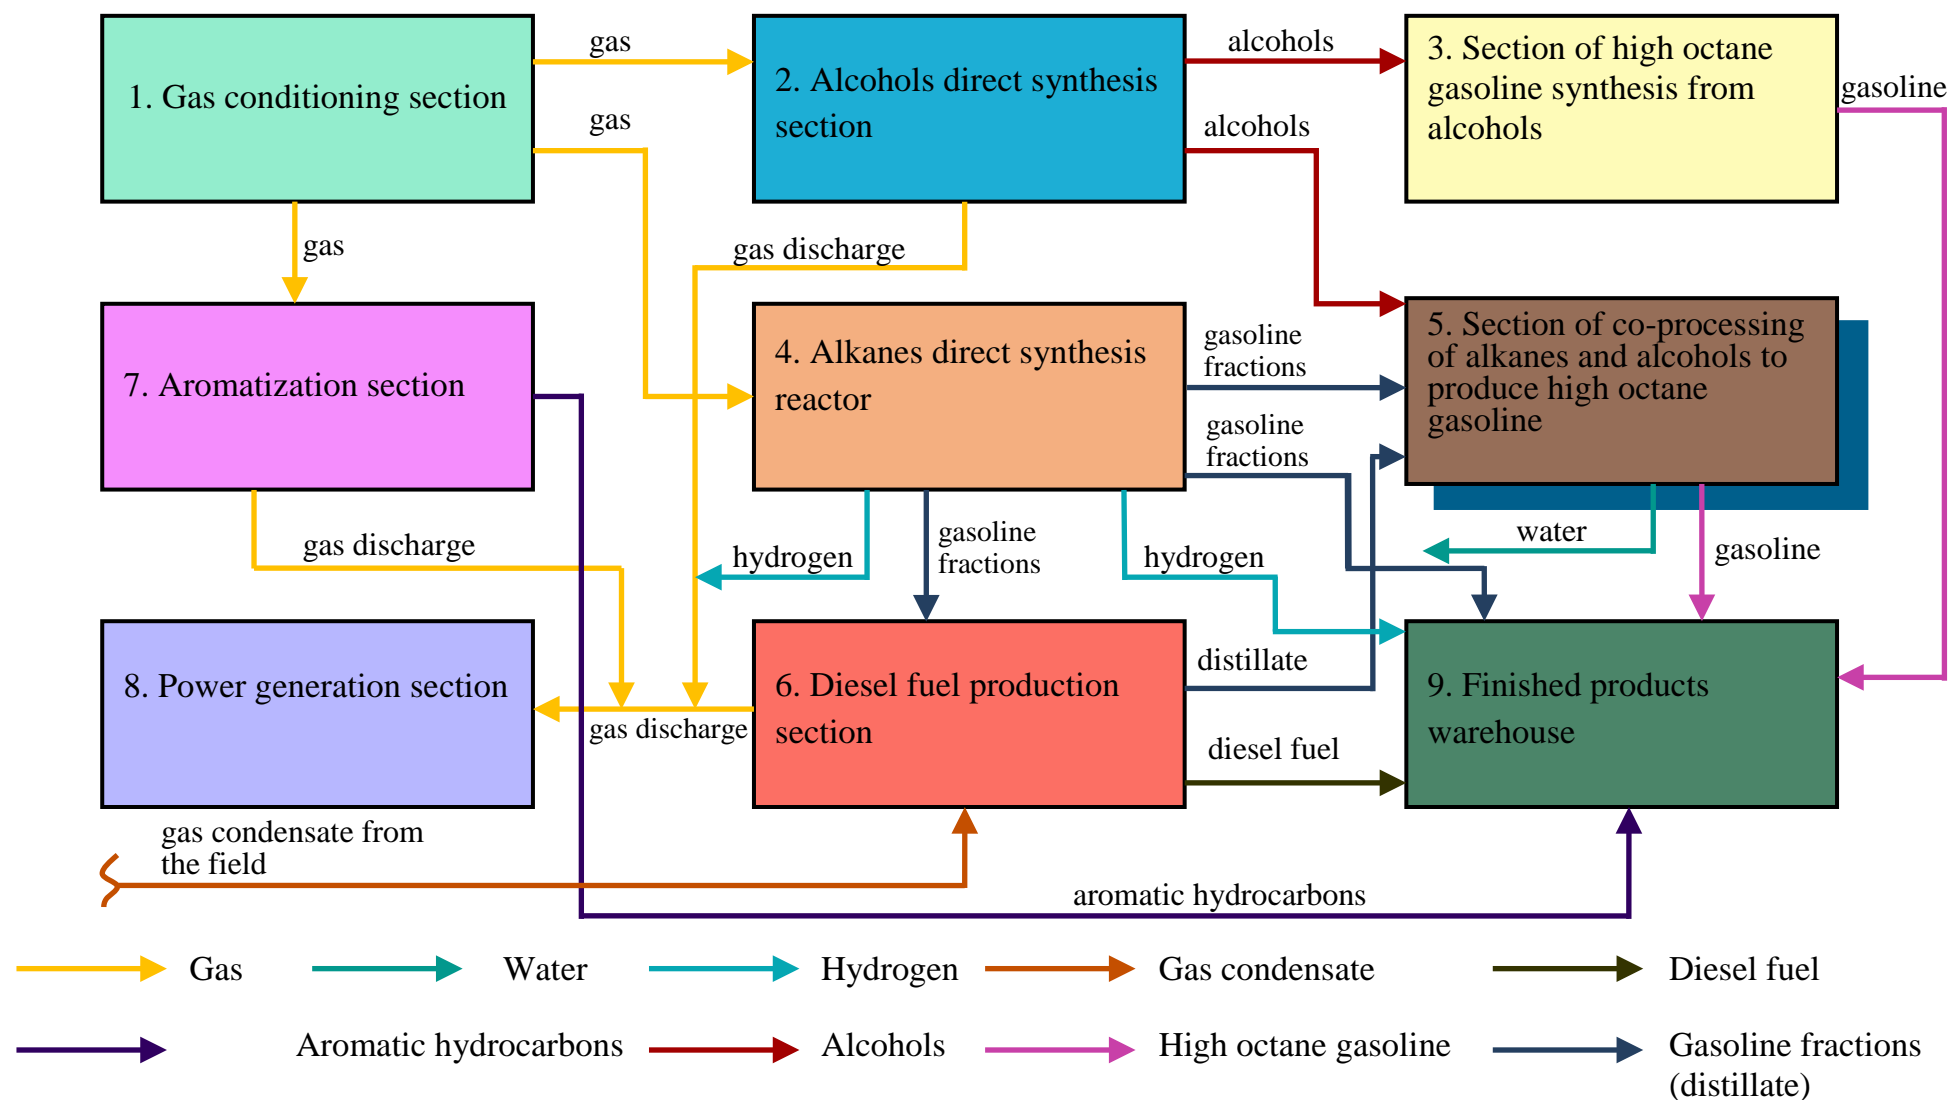 gas
alcohols
1. Gas conditioning section
2. Alcohols direct synthesis
section
3. Section of high octane
gasoline synthesis from
alcohols
gasoline
gas
alcohols
gas
gas discharge
7. Aromatization section
4. Alkanes direct synthesis
reactor
gasoline
fractions
gasoline
fractions
5. Section of co-processing
of alkanes and alcohols to
produce high octane
gasoline
gas discharge
hydrogen
gasoline
fractions
hydrogen
water
gasoline
8. Power generation section
gas discharge
6. Diesel fuel production
section
distillate
diesel fuel
9. Finished products
warehouse
gas condensate from
the field
aromatic hydrocarbons
Gas
Water
Hydrogen
Gas condensate
Diesel fuel
Aromatic hydrocarbons
Alcohols
High octane gasoline
Gasoline fractions
(distillate)